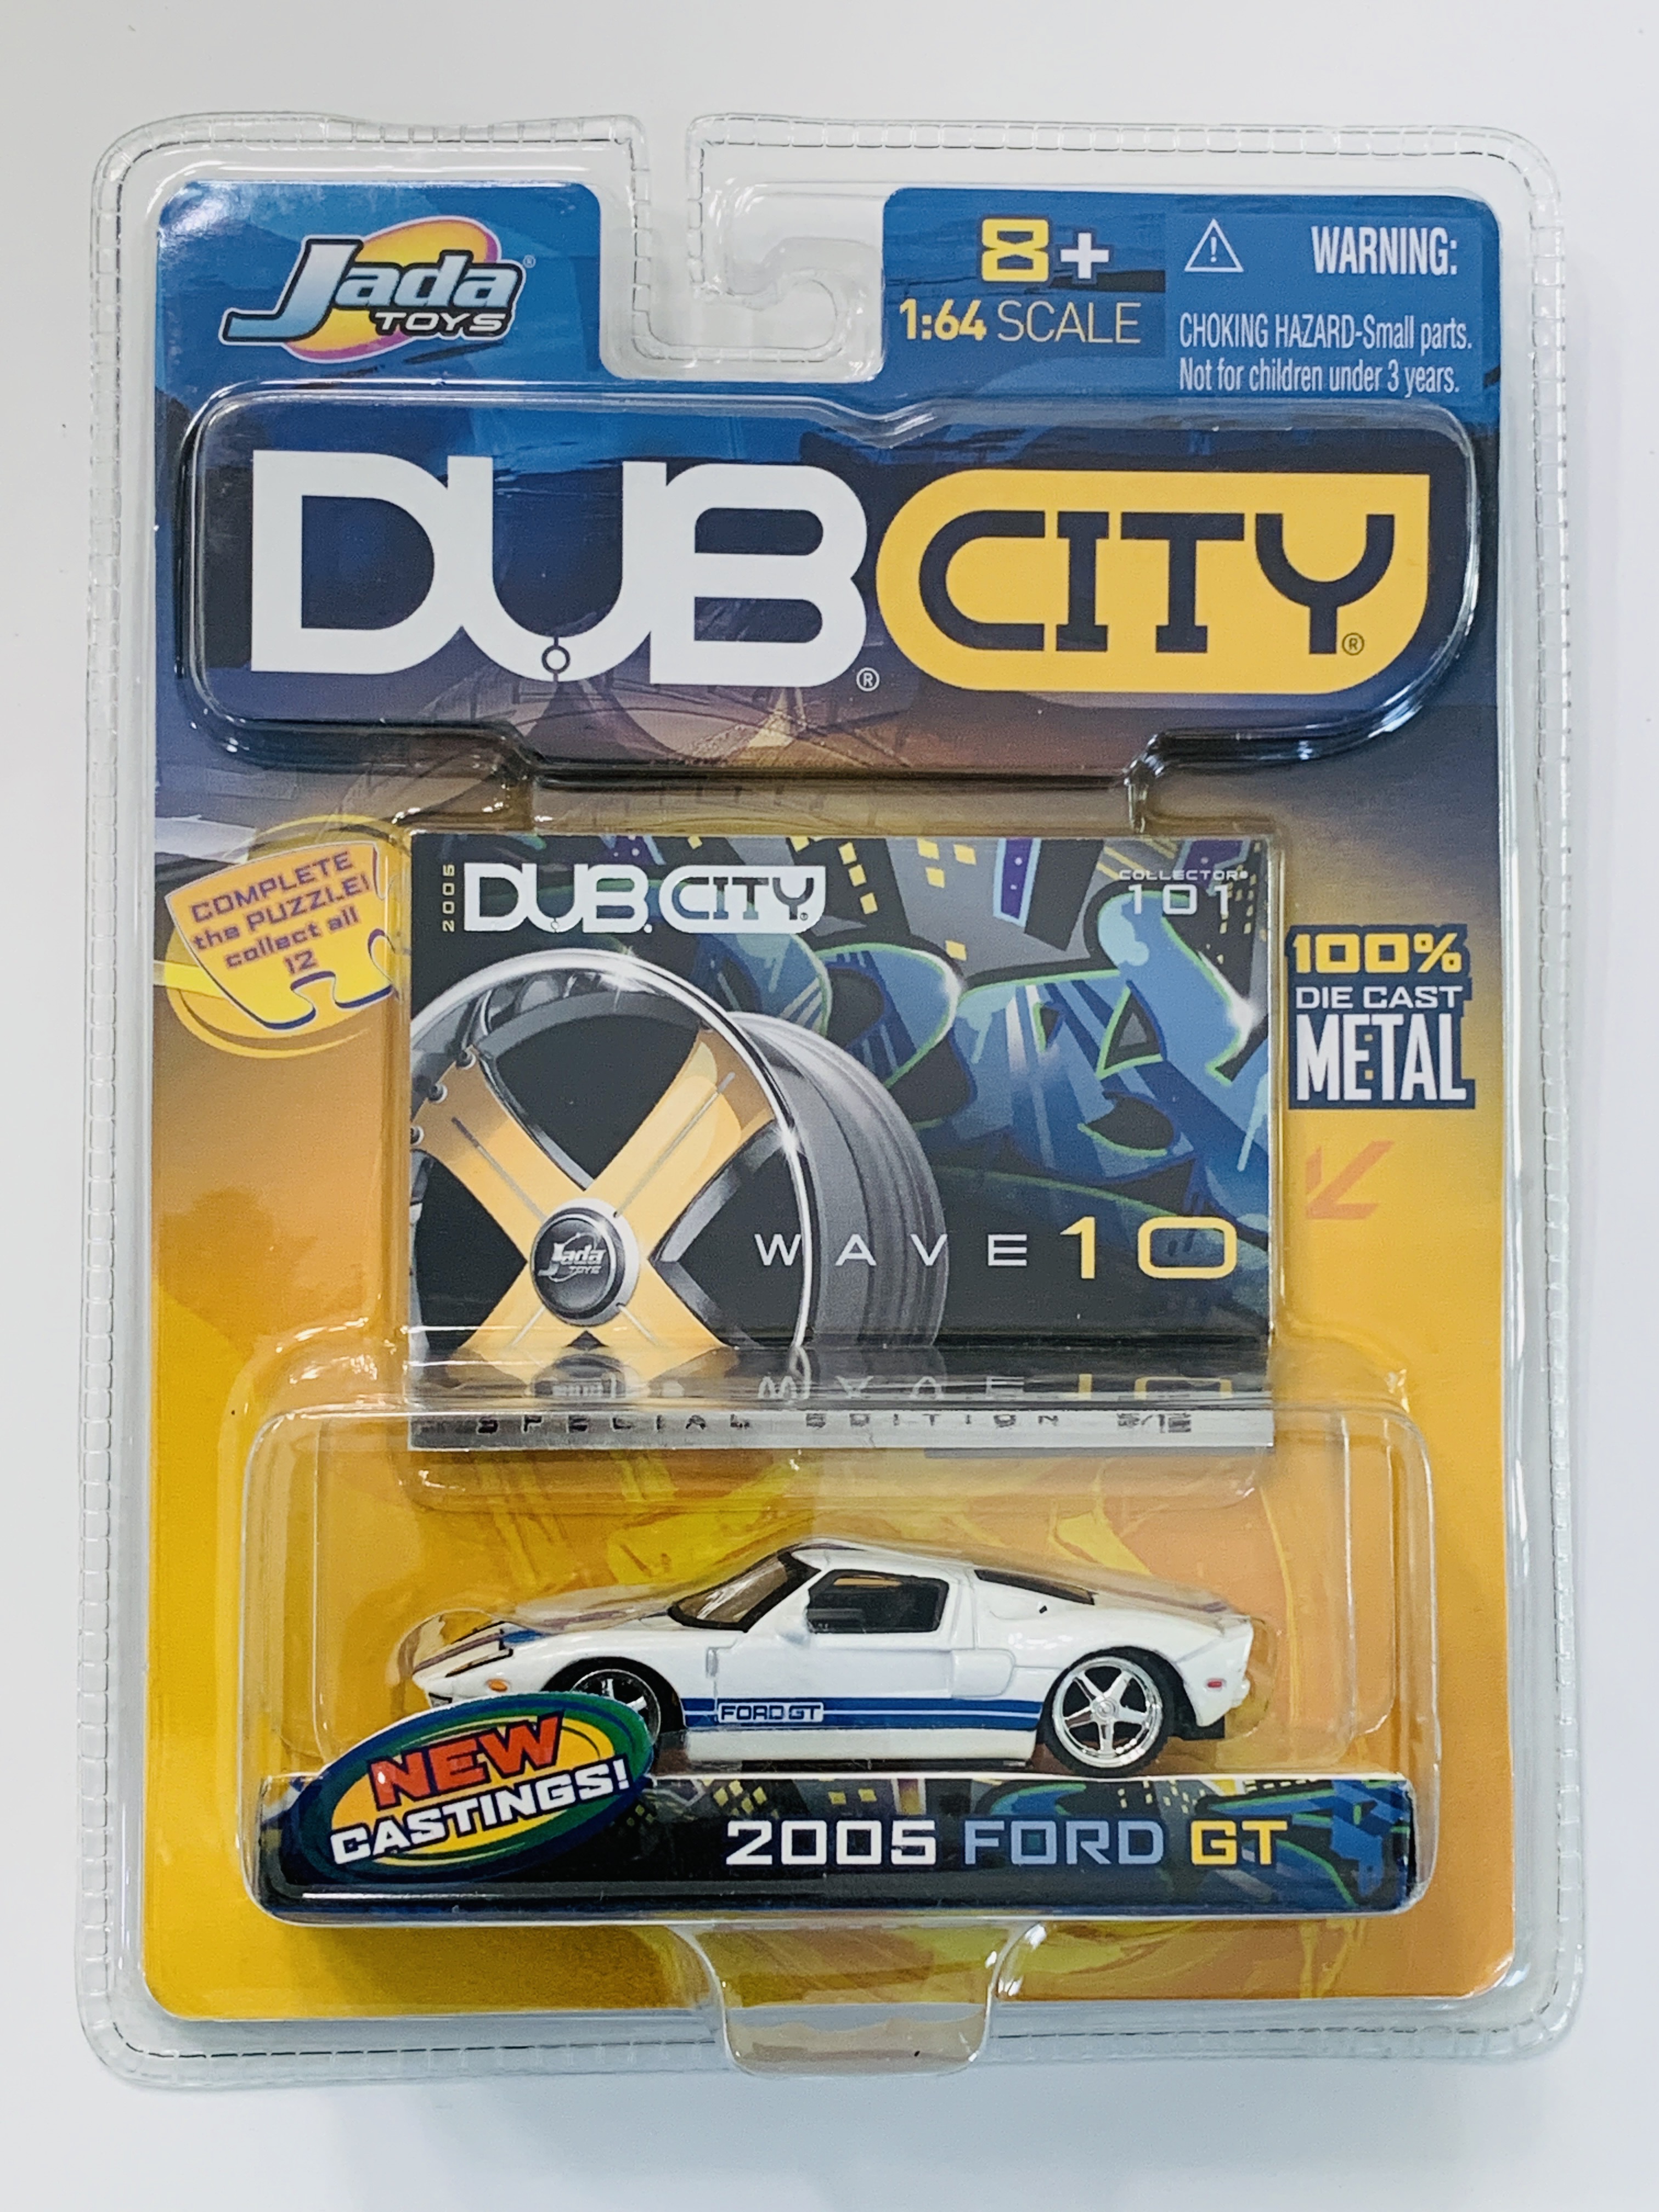 Jada®
TOYS
8+
1:64 SCALE
WARNING:
CHOKING HAZARD-Small parts.
Not for children under 3 years.
DUB® CITY®
COMPLETE
the PUZZLE!
collect all
12
2006
DUB® CITY®
COLLECTOR#
101
100%
DIE CAST
METAL
Jada
TOYS
WAVE 10
SPECIAL EDITION
FORD GT
NEW
CASTINGS!
2005 FORD GT